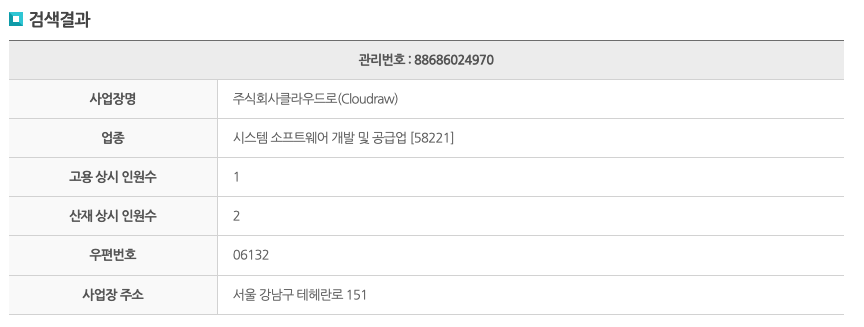 검색결과
관리번호 : 88686024970
사업장명 주식회사클라우드로(Cloudraw)
업종 시스템 소프트웨어 개발 및 공급업 [58221]
고용 상시 인원수 1
산재 상시 인원수 2
우편번호 06132
사업장 주소 서울 강남구 테헤란로 151